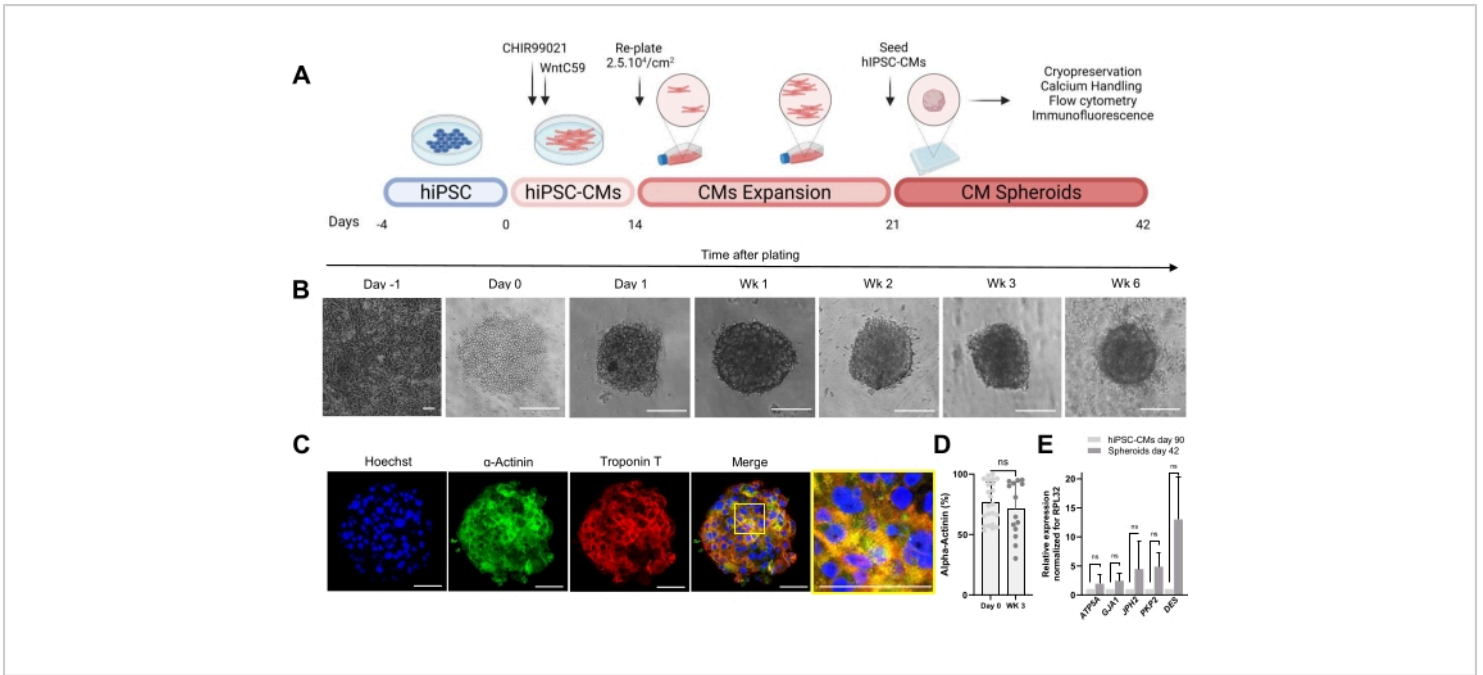 A
CHIR99021
WntC59
Re-plate
2.5.10⁴/cm²
Seed
hIPSC-CMs
Cryopreservation
Calcium Handling
Flow cytometry
Immunofluorescence
hiPSC
hiPSC-CMs
CMs Expansion
CM Spheroids
Days -4 0 14 21 42
Time after plating
B
Day -1 Day 0 Day 1 Wk 1 Wk 2 Wk 3 Wk 6
C
Hoechst α-Actinin Troponin T Merge
D
ns
Alpha-Actinin (%)
100
50
0
Day 0 WK 3
E
hiPSC-CMs day 90
Spheroids day 42
Relative expression
normalized for RPL32
20
15
10
5
0
ns ns ns ns ns
ATP5A GJA1 JPH2 PKP2 DES